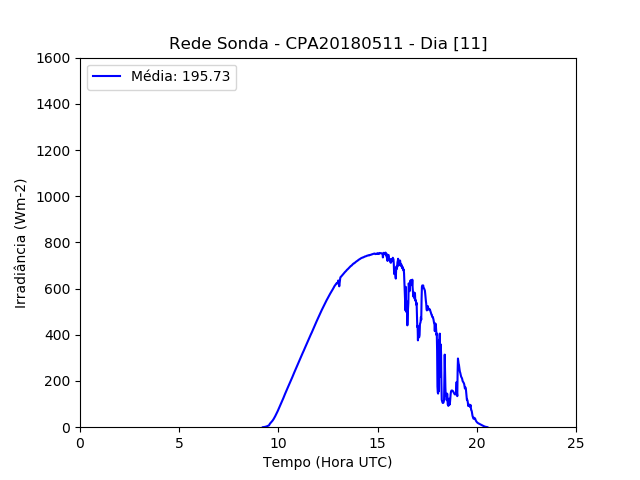 Rede Sonda - CPA20180511 - Dia [11]
Média: 195.73
1600
1400
1200
1000
800
600
400
200
0
Irradiância (Wm-2)
0 5 10 15 20 25
Tempo (Hora UTC)